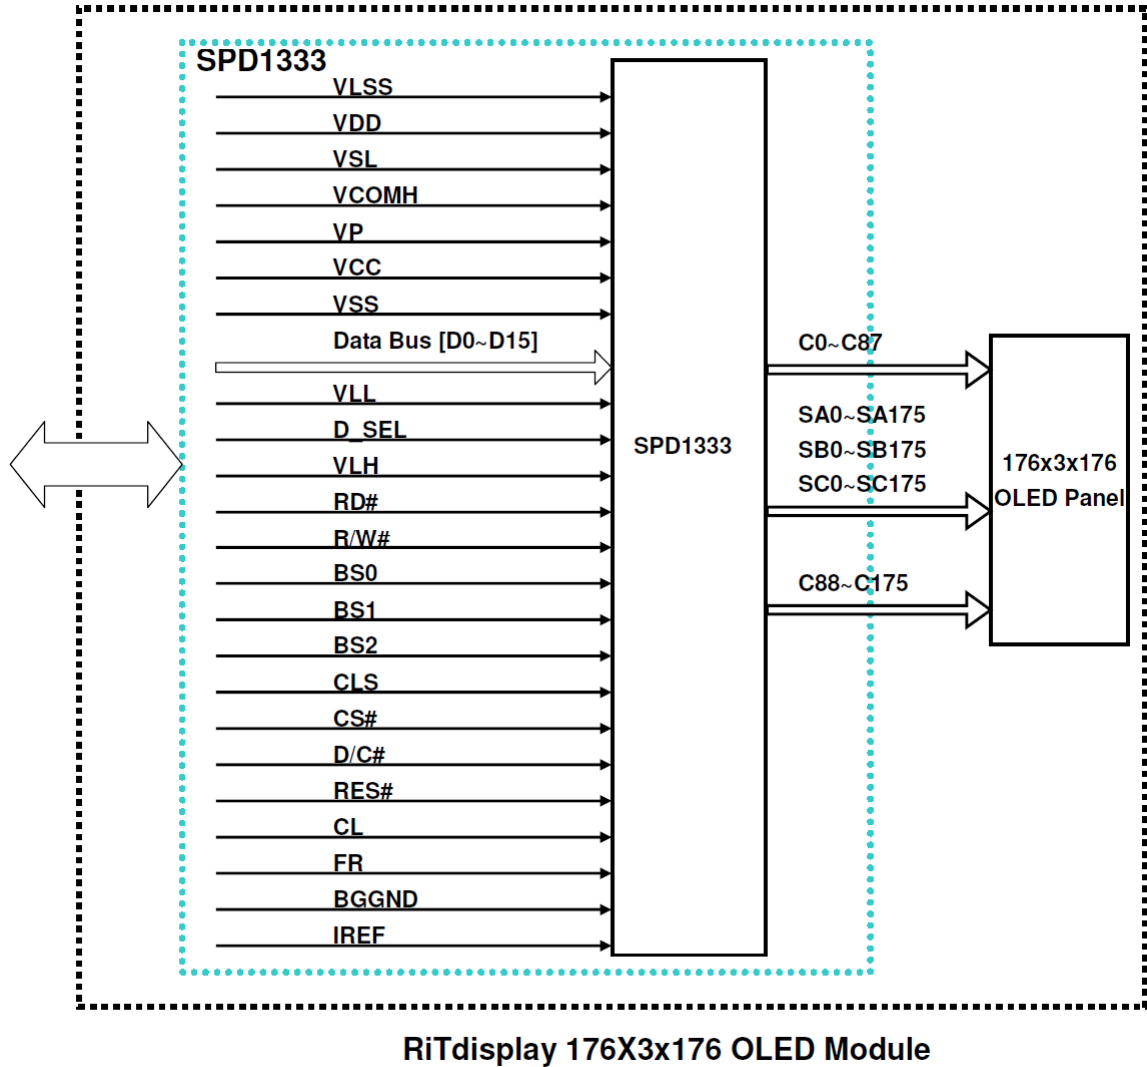 SPD1333
VLSS
VDD
VSL
VCOMH
VP
VCC
VSS
Data Bus [D0~D15]
VLL
D_SEL
VLH
RD#
R/W#
BS0
BS1
BS2
CLS
CS#
D/C#
RES#
CL
FR
BGGND
IREF
SPD1333
C0~C87
SA0~SA175
SB0~SB175
SC0~SC175
C88~C175
176x3x176
OLED Panel
RiTdisplay 176X3x176 OLED Module